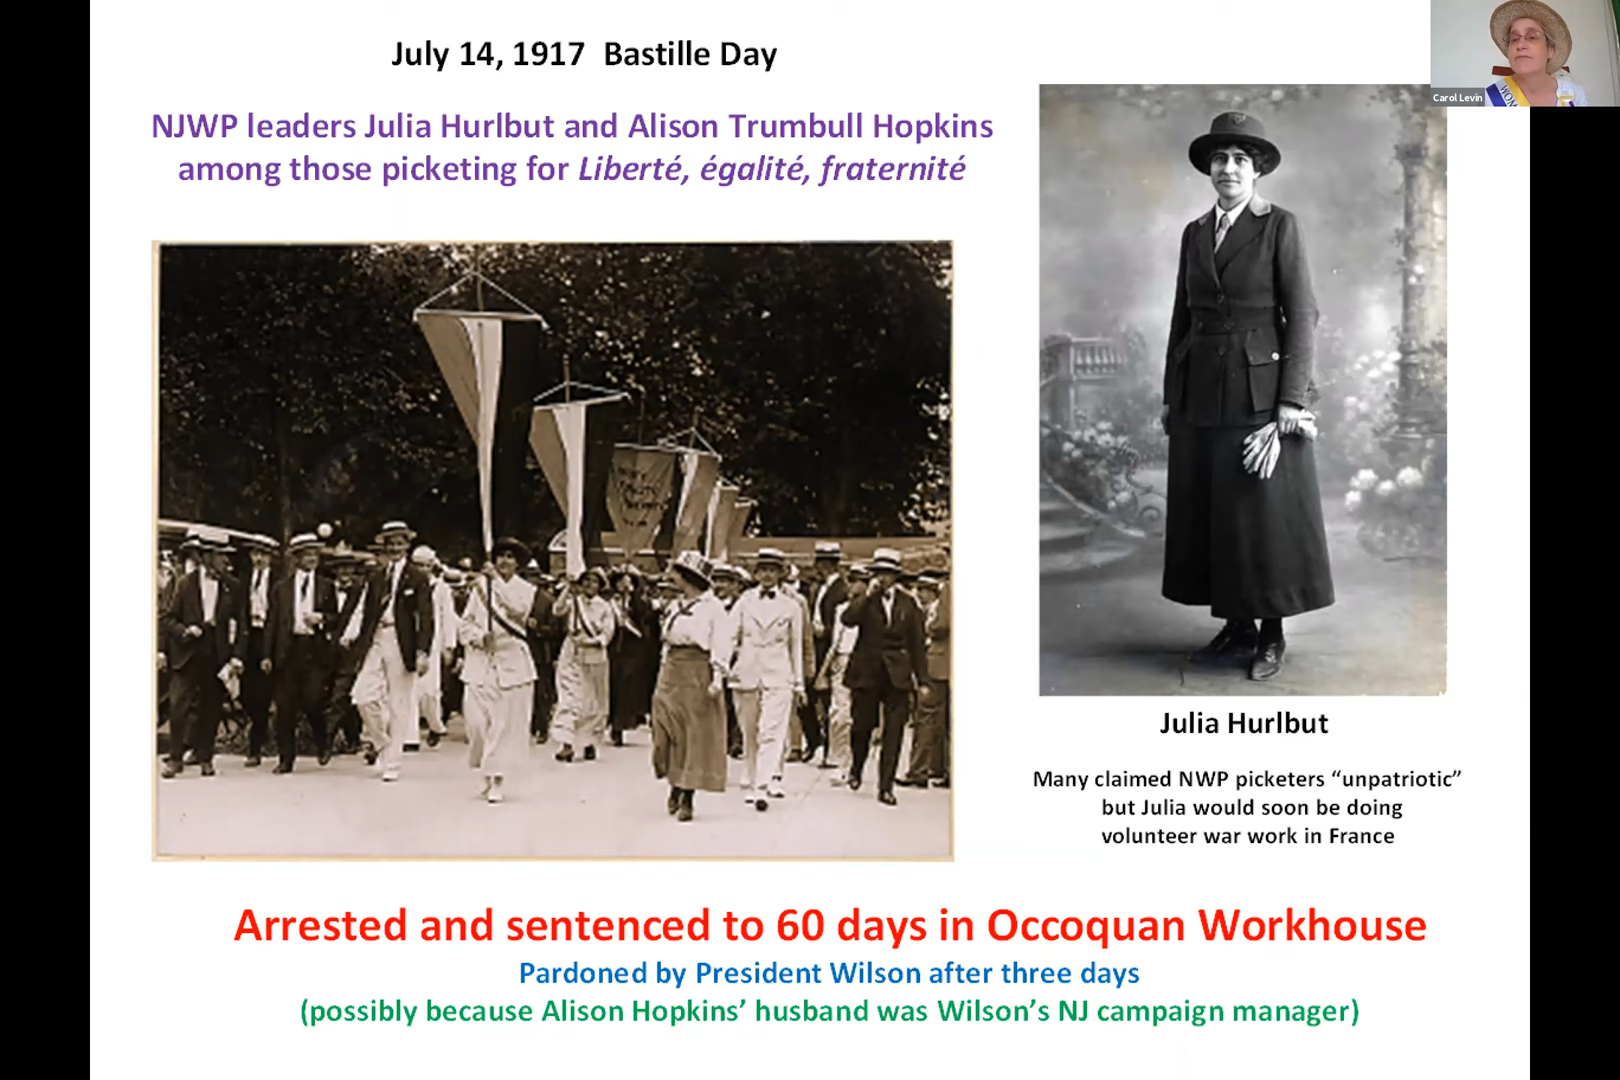 July 14, 1917 Bastille Day
NJWP leaders Julia Hurlbut and Alison Trumbull Hopkins
among those picketing for Liberté, égalité, fraternité
Carol Levin
WOM
Julia Hurlbut
Many claimed NWP picketers “unpatriotic”
but Julia would soon be doing
volunteer war work in France
Arrested and sentenced to 60 days in Occoquan Workhouse
Pardoned by President Wilson after three days
(possibly because Alison Hopkins’ husband was Wilson’s NJ campaign manager)